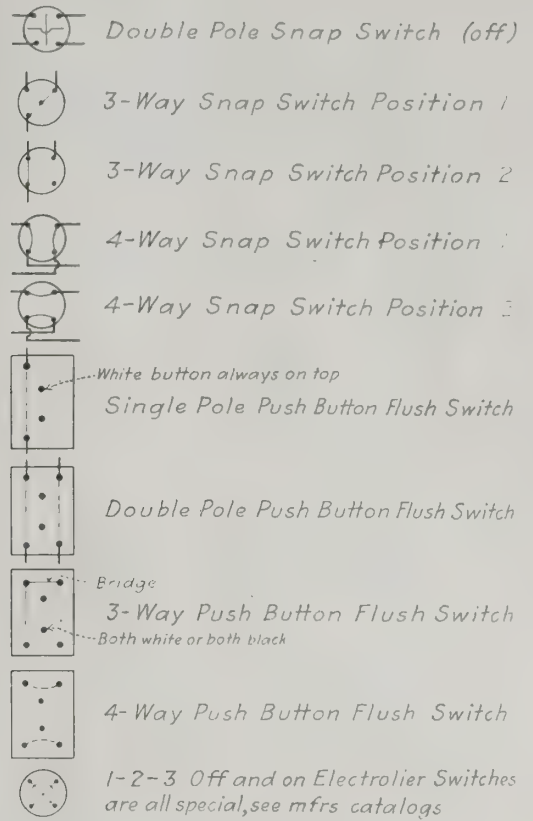 Double Pole Snap Switch (off)
3-Way Snap Switch Position 1
3-Way Snap Switch Position 2
4-Way Snap Switch Position
4-Way Snap Switch Position
White button always on top
Single Pole Push Button Flush Switch
Double Pole Push Button Flush Switch
Bridge
3-Way Push Button Flush Switch
Both white or both black
4-Way Push Button Flush Switch
1-2-3 Off and on Electrolier Switches
are all special, see mfrs catalogs